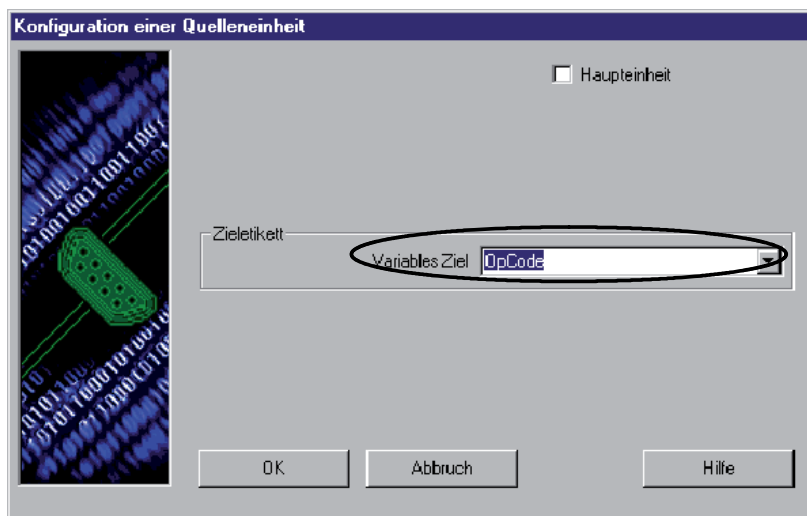 Konfiguration einer Quelleneinheit
Haupteinheit
Zieletikett
Variables Ziel OpCode
OK Abbruch Hilfe